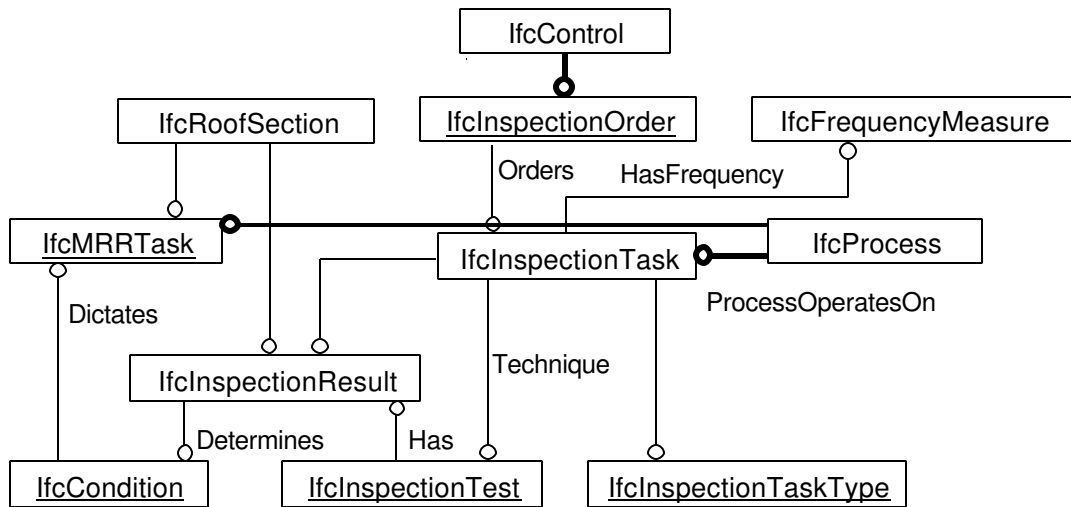 IfcControl
IfcRoofSection
IfcInspectionOrder
IfcFrequencyMeasure
Orders
HasFrequency
IfcMRRTask
IfcInspectionTask
IfcProcess
Dictates
ProcessOperatesOn
IfcInspectionResult
Technique
Determines
Has
IfcCondition
IfcInspectionTest
IfcInspectionTaskType